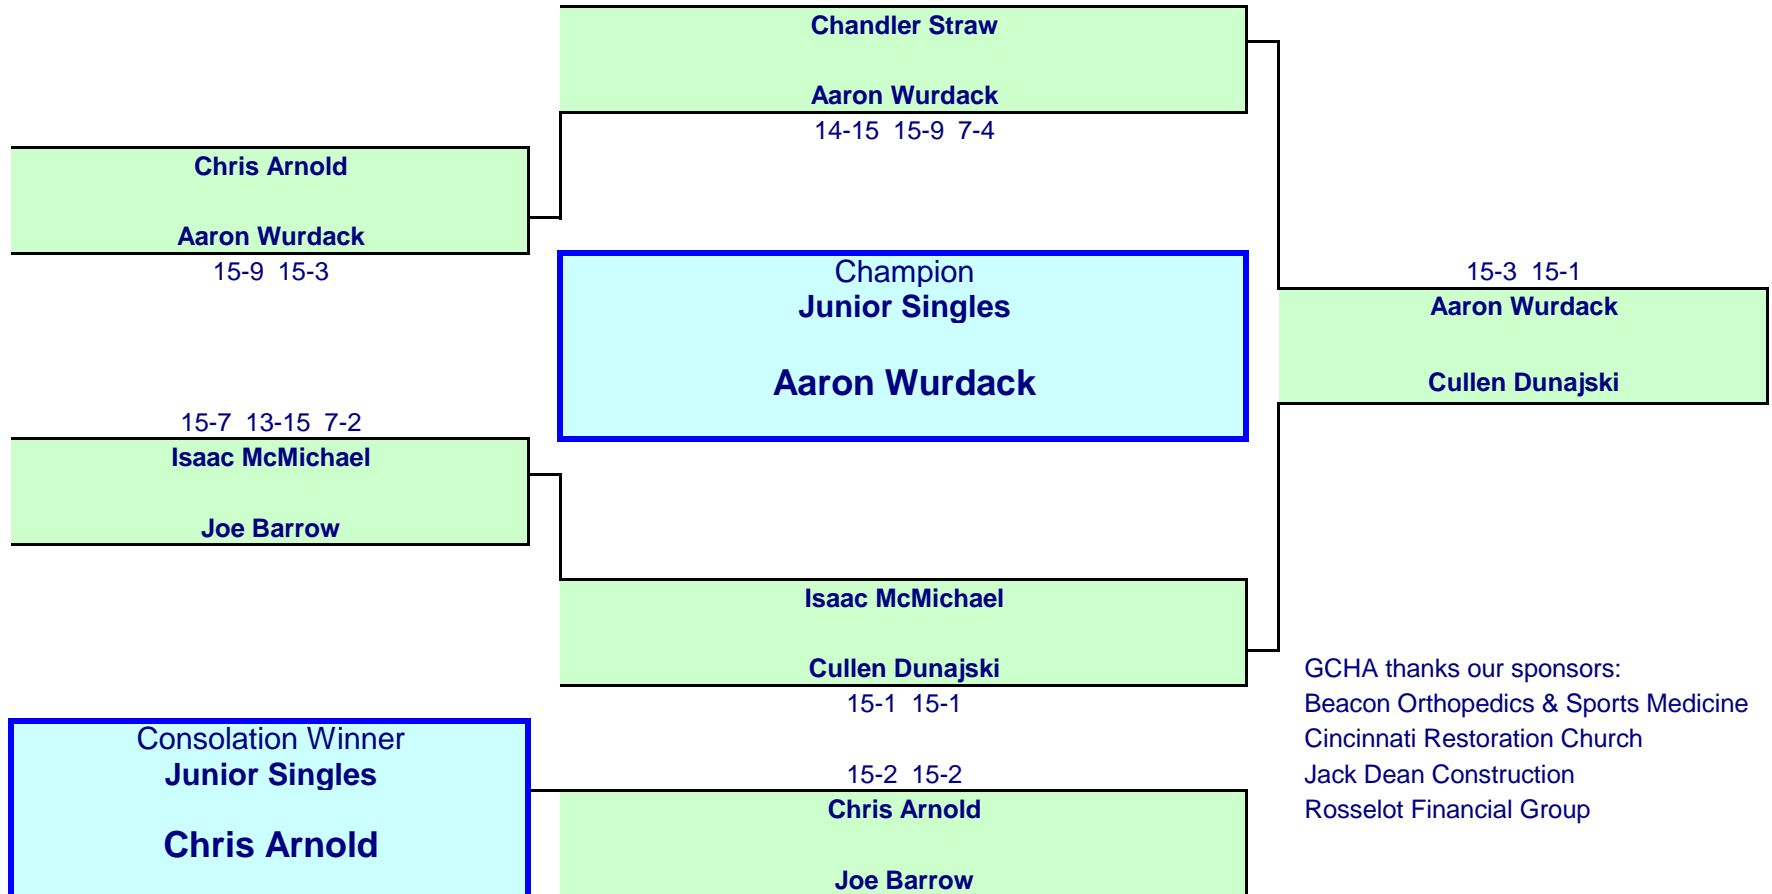 Chandler Straw
Aaron Wurdack
14-15 15-9 7-4
Chris Arnold
Aaron Wurdack
15-9 15-3
Champion
Junior Singles
Aaron Wurdack
15-3 15-1
Aaron Wurdack
Cullen Dunajski
15-7 13-15 7-2
Isaac McMichael
Joe Barrow
Isaac McMichael
Cullen Dunajski
15-1 15-1
GCHA thanks our sponsors:
Beacon Orthopedics & Sports Medicine
Cincinnati Restoration Church
Jack Dean Construction
Rosselot Financial Group
Consolation Winner
Junior Singles
Chris Arnold
15-2 15-2
Chris Arnold
Joe Barrow